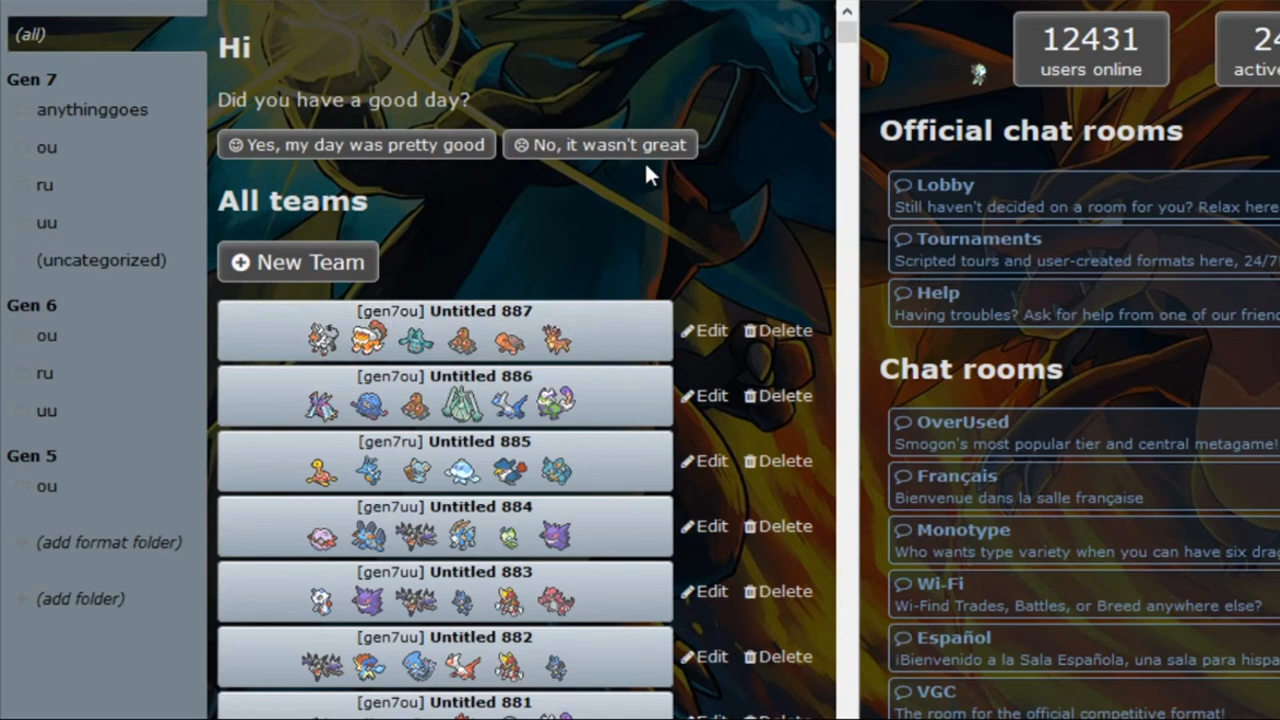 (all)
Gen 7
anythinggoes
ou
ru
uu
(uncategorized)
Gen 6
ou
ru
uu
Gen 5
ou
(add format folder)
(add folder)
Hi
Did you have a good day?
Yes, my day was pretty good
No, it wasn't great
All teams
New Team
[gen7ou] Untitled 887
Edit Delete
[gen7ou] Untitled 886
Edit Delete
[gen7ru] Untitled 885
Edit Delete
[gen7uu] Untitled 884
Edit Delete
[gen7uu] Untitled 883
Edit Delete
[gen7uu] Untitled 882
Edit Delete
[gen7uu] Untitled 881
12431
users online
24
active
Official chat rooms
Lobby
Still haven't decided on a room for you? Relax here
Tournaments
Scripted tours and user-created formats here, 24/7
Help
Having troubles? Ask for help from one of our frien
Chat rooms
OverUsed
Smogon's most popular tier and central metagame!
Français
Bienvenue dans la salle française
Monotype
Who wants type variety when you can have six drag
Wi-Fi
Wi-Find Trades, Battles, or Breed anywhere else?
Español
¡Bienvenido a la Sala Española, una sala para hispa
VGC
The room for the official competitive format!